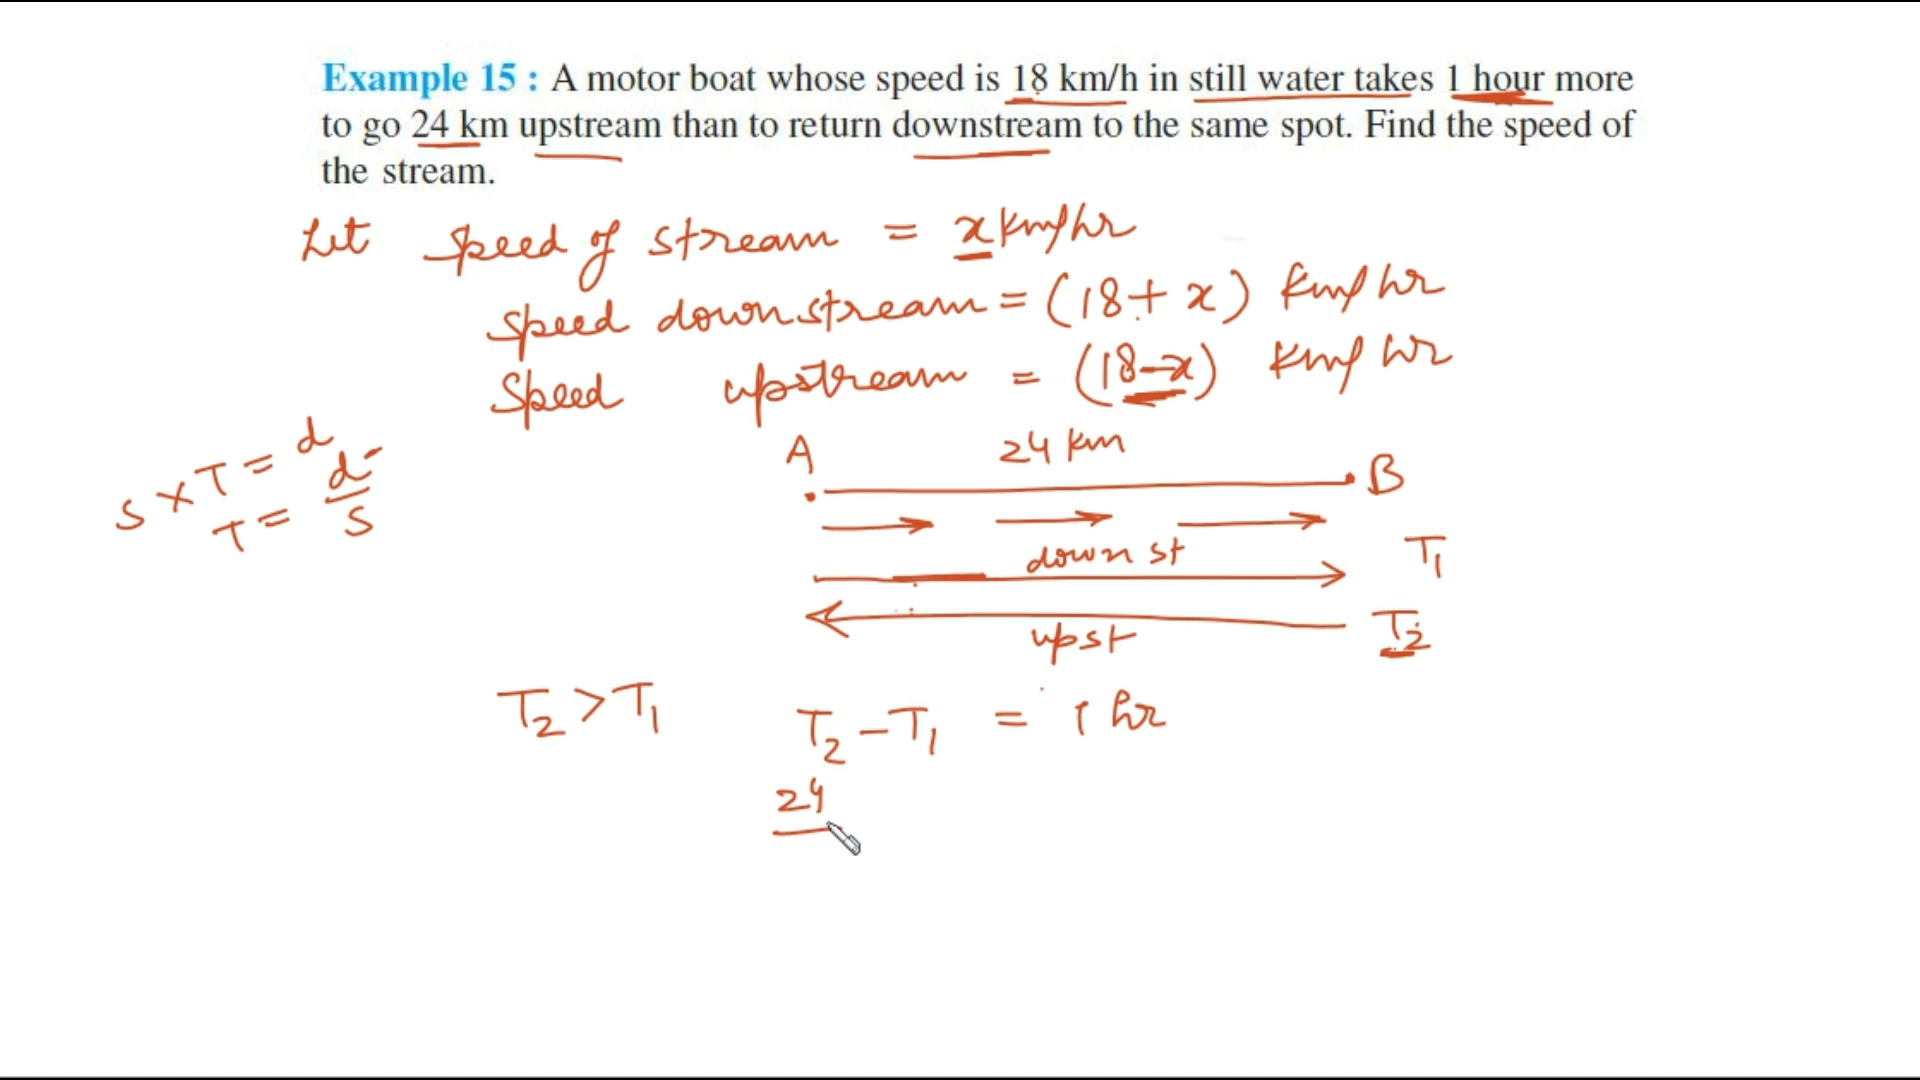 Example 15 : A motor boat whose speed is 18 km/h in still water takes 1 hour more
to go 24 km upstream than to return downstream to the same spot. Find the speed of
the stream.
Let speed of stream = x km/hr
speed downstream = (18 + x) km/hr
Speed upstream = (18 - x) km/hr
S × T = d
T = d/S
A 24 km B
down st T₁
upst T₂
T₂ > T₁ T₂ - T₁ = 1 hr
24